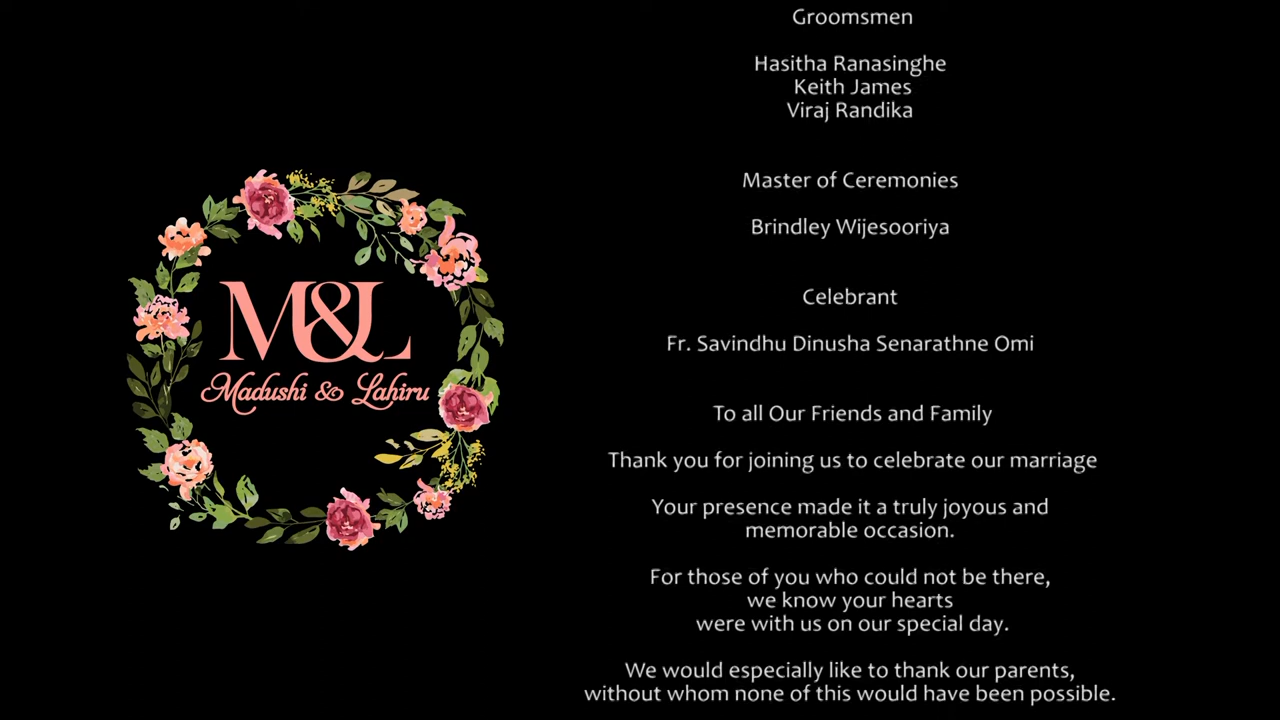 M&L
Madushi & Lahiru
Groomsmen
Hasitha Ranasinghe
Keith James
Viraj Randika
Master of Ceremonies
Brindley Wijesooriya
Celebrant
Fr. Savindhu Dinusha Senarathne Omi
To all Our Friends and Family
Thank you for joining us to celebrate our marriage
Your presence made it a truly joyous and
memorable occasion.
For those of you who could not be there,
we know your hearts
were with us on our special day.
We would especially like to thank our parents,
without whom none of this would have been possible.